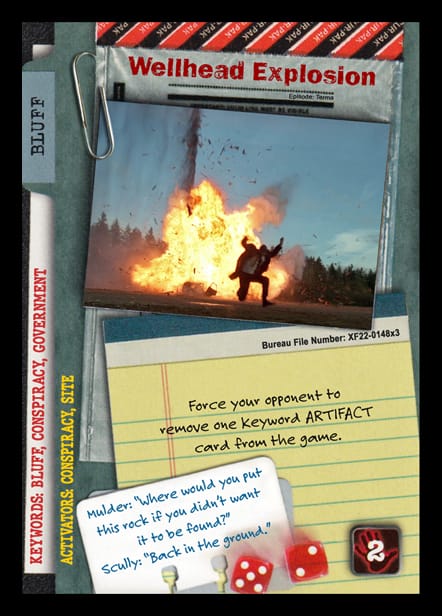 Wellhead Explosion
Episode: Terma
BLUFF
KEYWORDS: BLUFF, CONSPIRACY, GOVERNMENT
ACTIVATORS: CONSPIRACY, SITE
Bureau File Number: XF22-0148x3
Force your opponent to
remove one keyword ARTIFACT
card from the game.
Mulder: "Where would you put
this rock if you didn't want
it to be found?"
Scully: "Back in the ground."
2